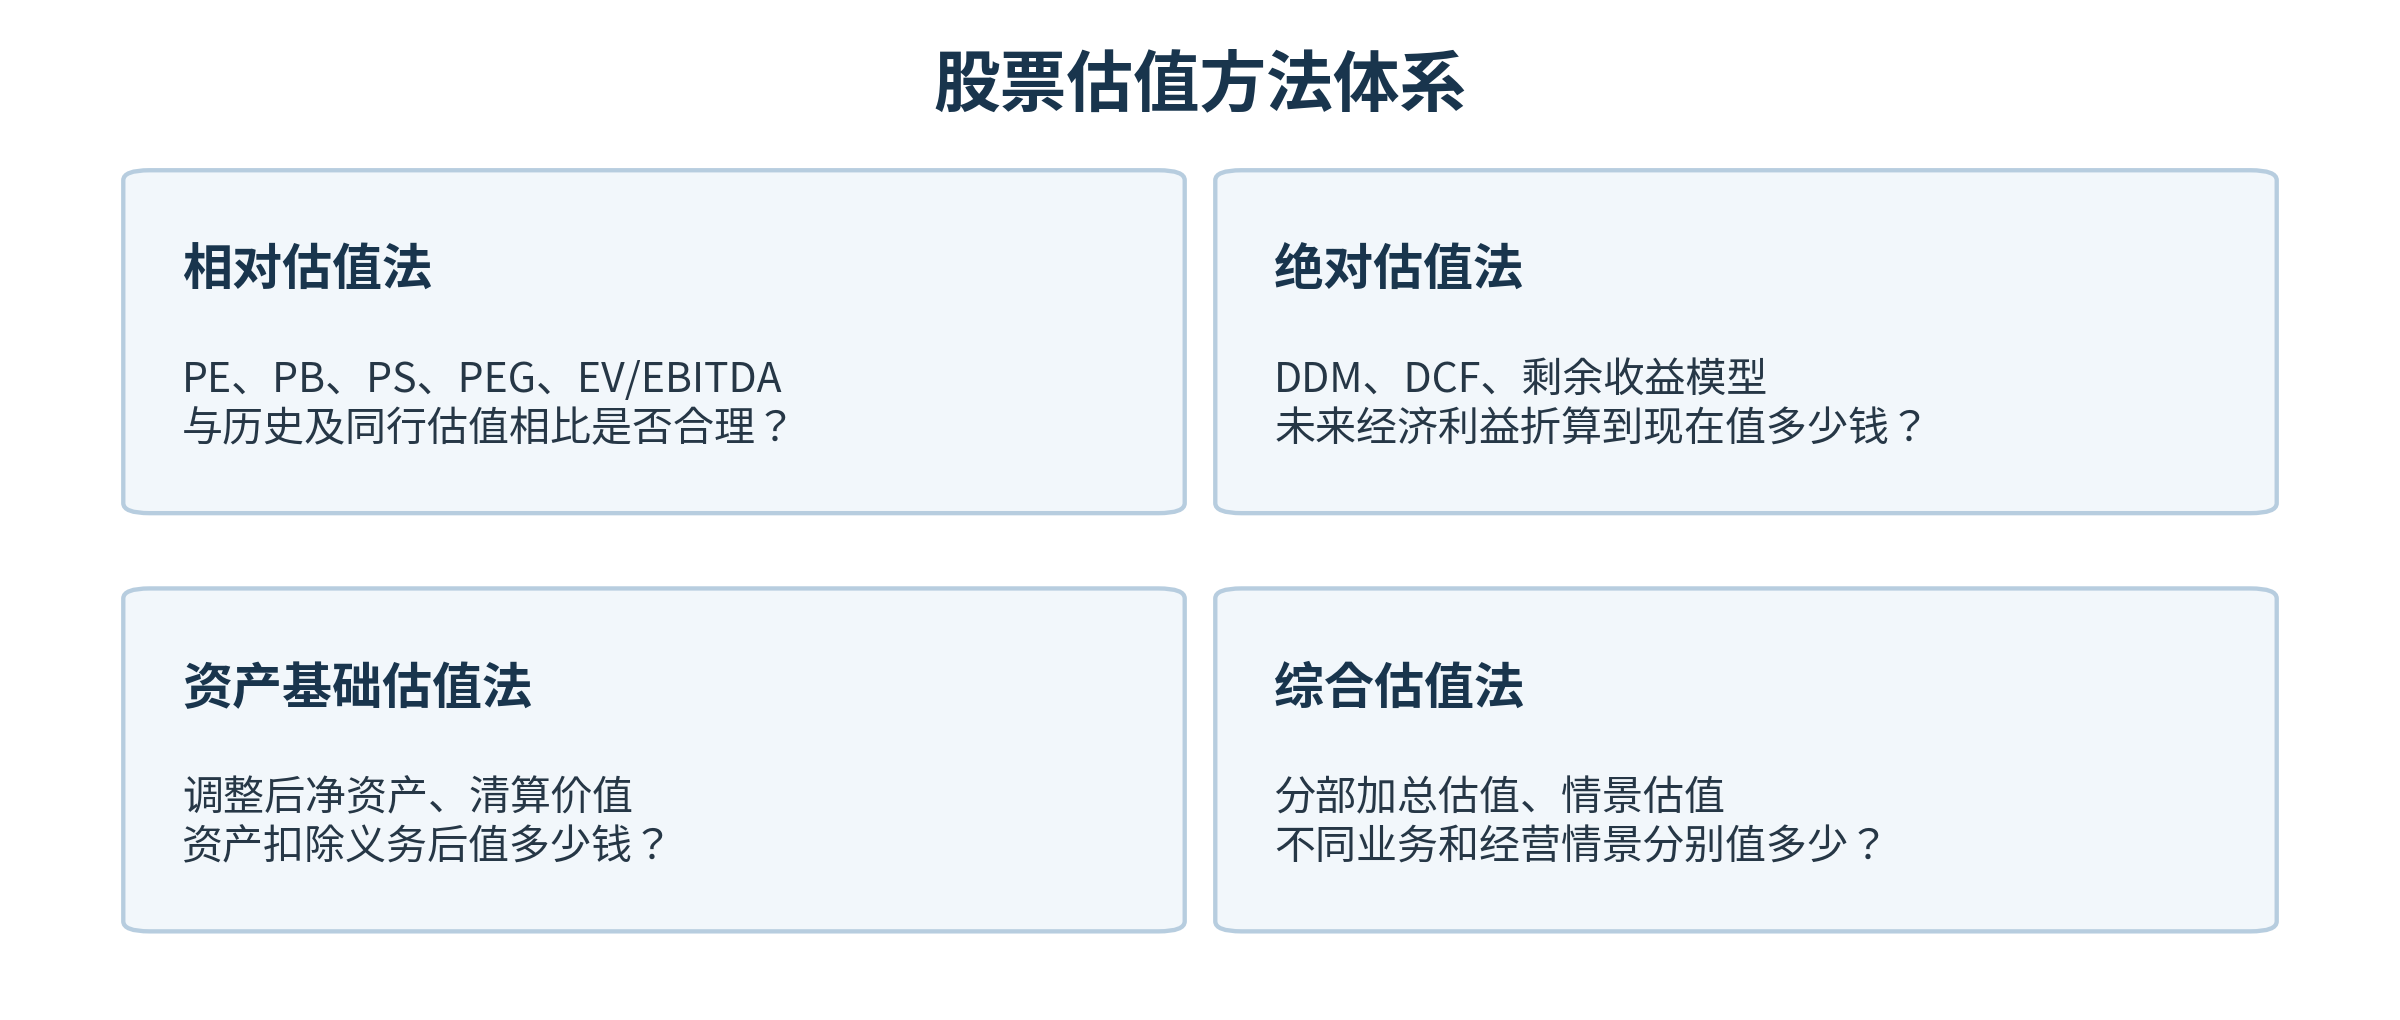 股票估值方法体系
相对估值法
PE、PB、PS、PEG、EV/EBITDA
与历史及同行估值相比是否合理？
绝对估值法
DDM、DCF、剩余收益模型
未来经济利益折算到现在值多少钱？
资产基础估值法
调整后净资产、清算价值
资产扣除义务后值多少钱？
综合估值法
分部加总估值、情景估值
不同业务和经营情景分别值多少？